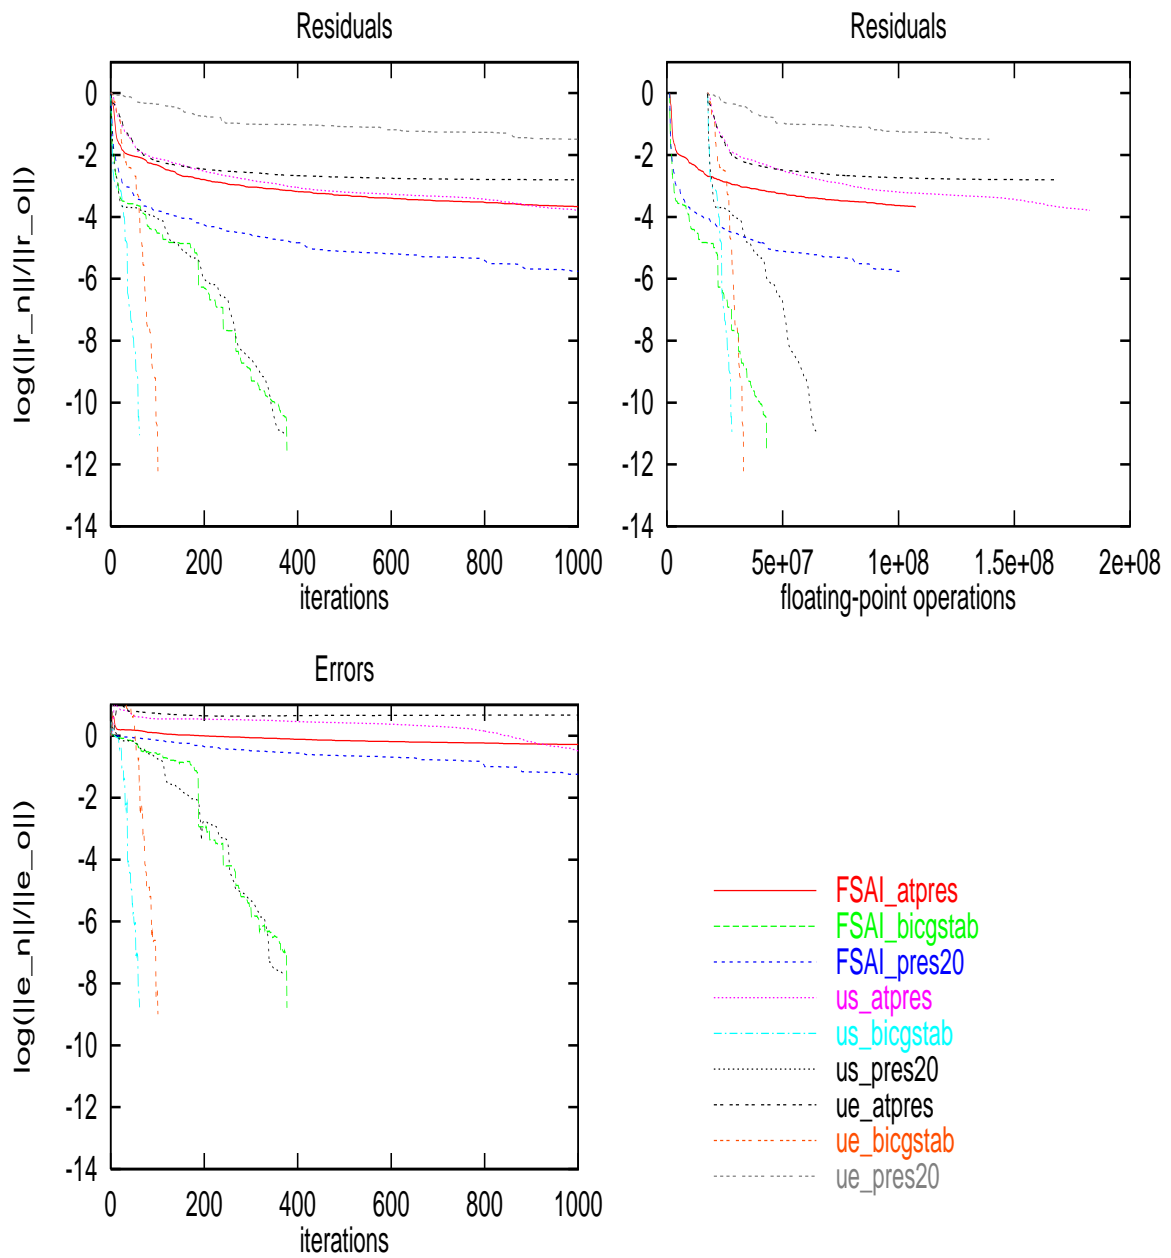 Residuals
Residuals
log(||r_n||/||r_o||)
0
-2
-4
-6
-8
-10
-12
-14
0
-2
-4
-6
-8
-10
-12
-14
0 200 400 600 800 1000
0 5e+07 1e+08 1.5e+08 2e+08
iterations
floating-point operations
Errors
log(||e_n||/||e_o||)
0
-2
-4
-6
-8
-10
-12
-14
0 200 400 600 800 1000
iterations
FSAI_atpres
FSAI_bicgstab
FSAI_pres20
us_atpres
us_bicgstab
us_pres20
ue_atpres
ue_bicgstab
ue_pres20